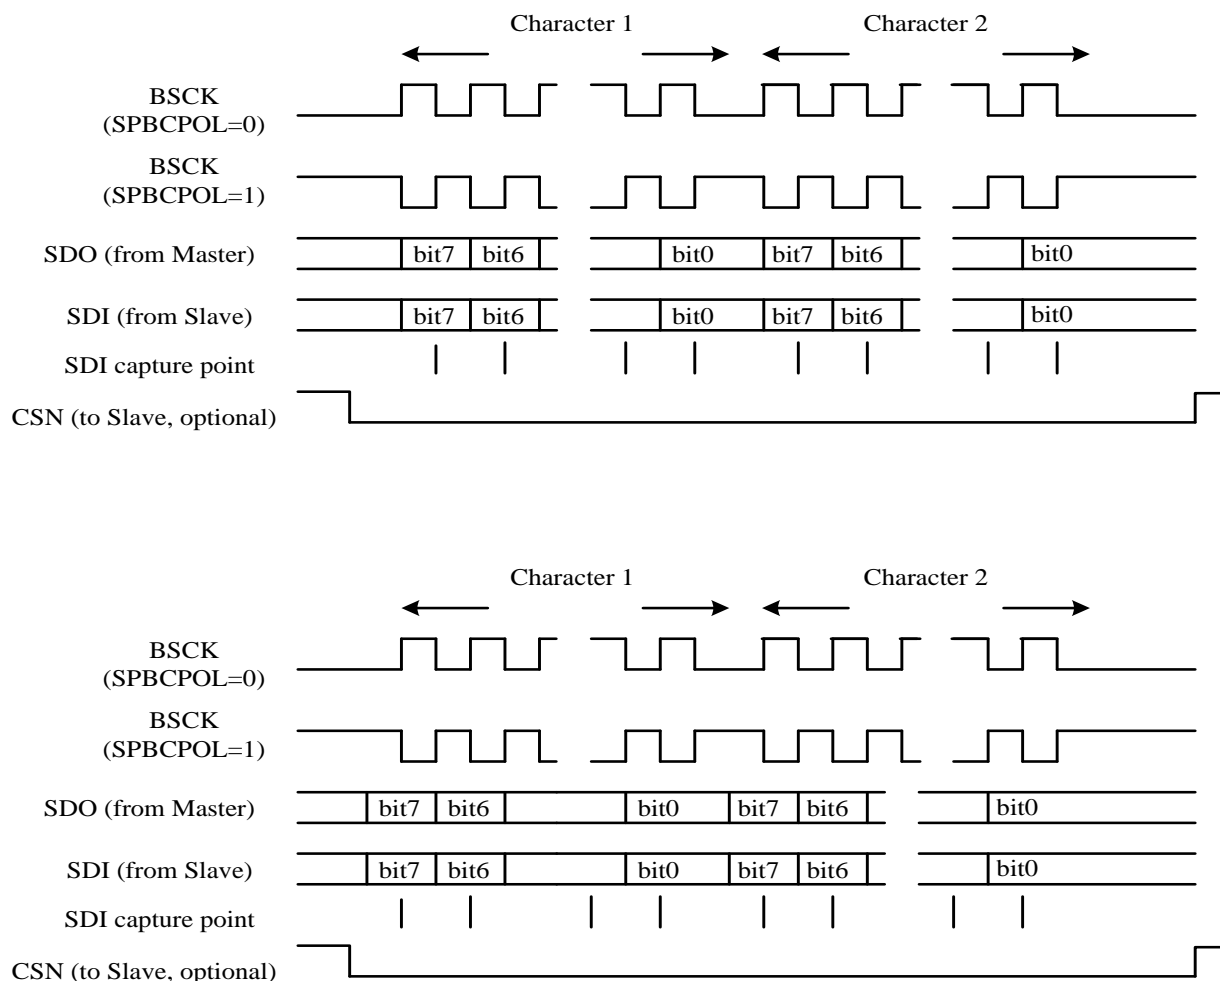 Character 1 Character 2
BSCK
(SPBCPOL=0)
BSCK
(SPBCPOL=1)
SDO (from Master) bit7 bit6 bit0 bit7 bit6 bit0
SDI (from Slave) bit7 bit6 bit0 bit7 bit6 bit0
SDI capture point
CSN (to Slave, optional)
Character 1 Character 2
BSCK
(SPBCPOL=0)
BSCK
(SPBCPOL=1)
SDO (from Master) bit7 bit6 bit0 bit7 bit6 bit0
SDI (from Slave) bit7 bit6 bit0 bit7 bit6 bit0
SDI capture point
CSN (to Slave, optional)